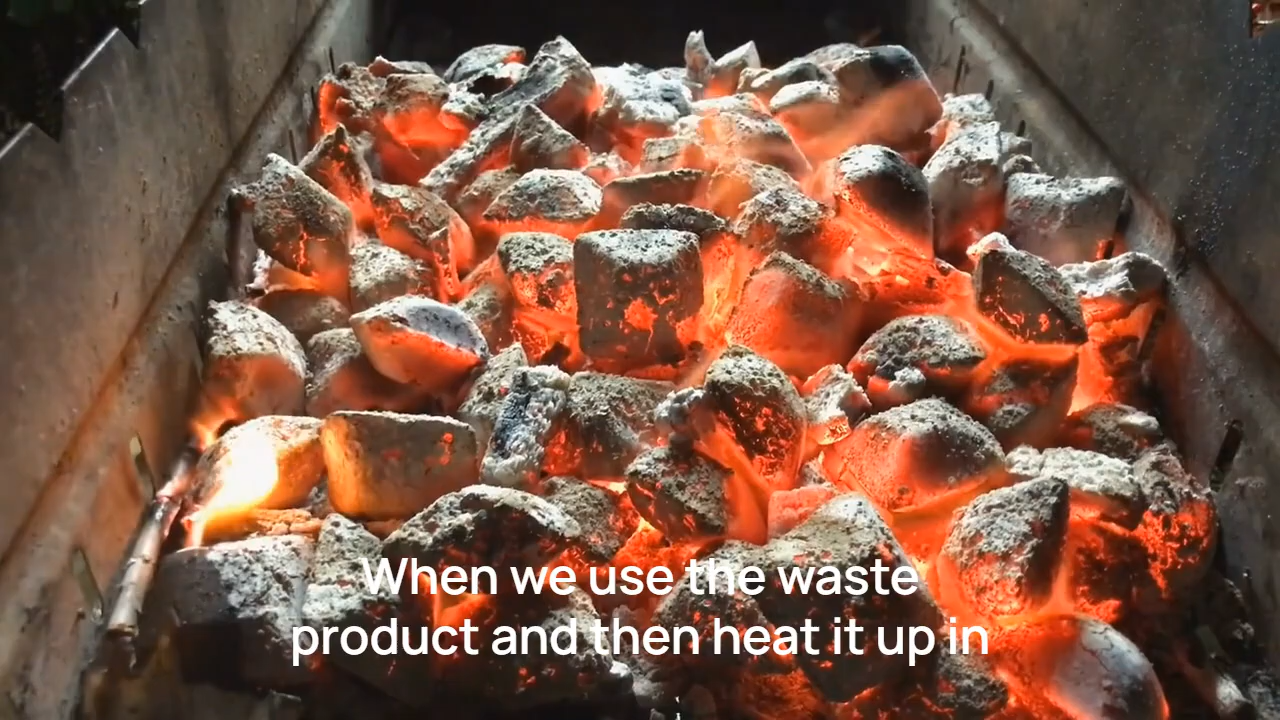 When we use the waste
product and then heat it up in